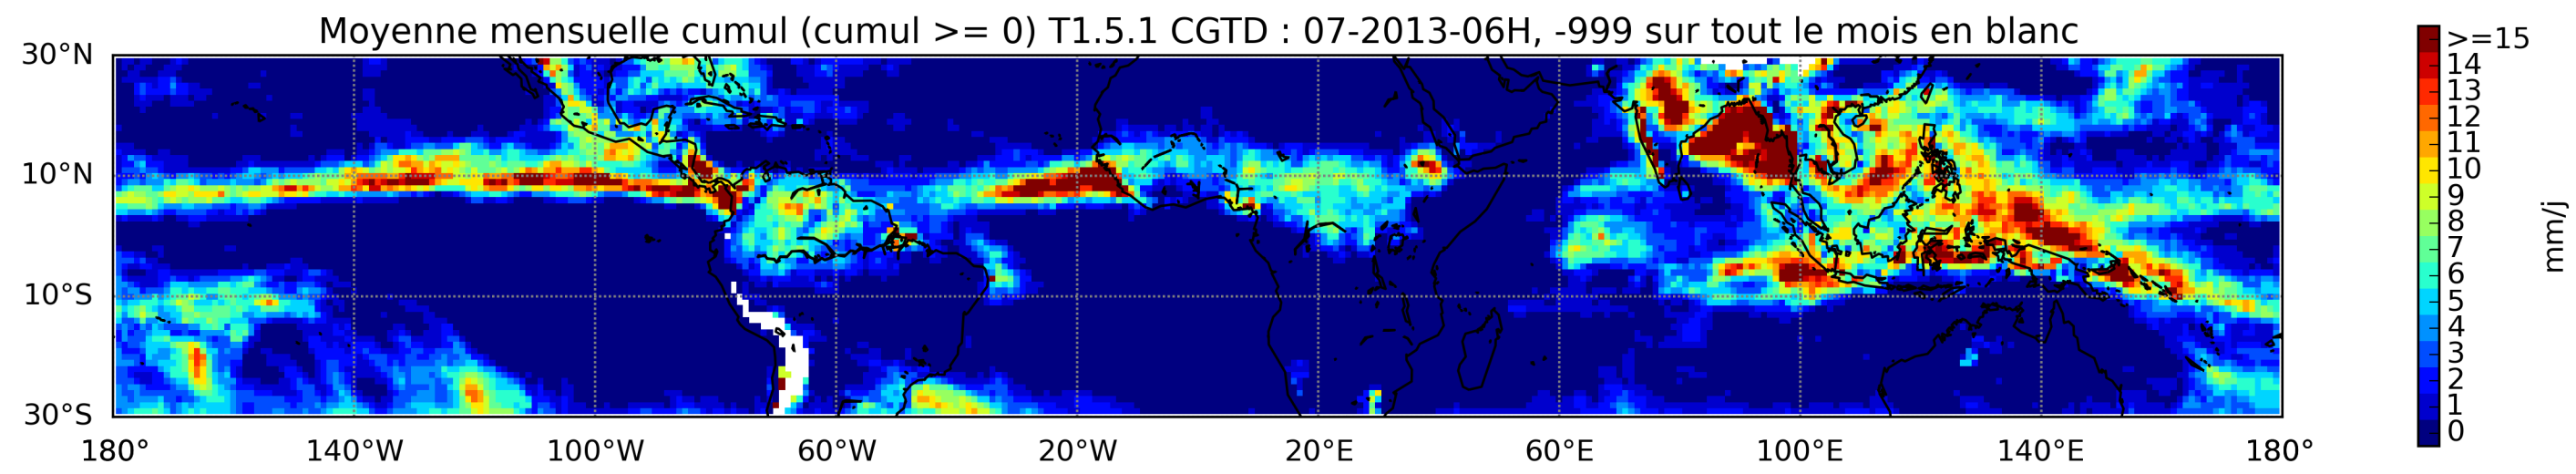 Moyenne mensuelle cumul (cumul >= 0) T1.5.1 CGTD : 07-2013-06H, -999 sur tout le mois en blanc
30°N
10°N
10°S
30°S
180° 140°W 100°W 60°W 20°W 20°E 60°E 100°E 140°E 180°
>=15
14
13
12
11
10
9
8
7
6
5
4
3
2
1
0
mm/j